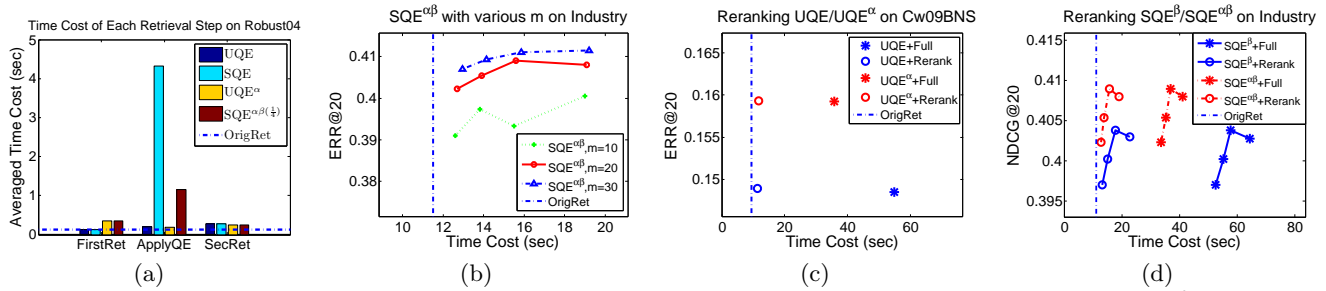 Time Cost of Each Retrieval Step on Robust04
Averaged Time Cost (sec)
5
4
3
2
1
0
UQE
SQE
UQE^α
SQE^αβ(1/4)
OrigRet
FirstRet ApplyQE SecRet
(a)
SQE^αβ with various m on Industry
ERR@20
0.41
0.4
0.39
0.38
SQE^αβ,m=10
SQE^αβ,m=20
SQE^αβ,m=30
OrigRet
10 12 14 16 18 20
Time Cost (sec)
(b)
Reranking UQE/UQE^α on Cw09BNS
ERR@20
0.165
0.16
0.155
0.15
UQE+Full
UQE+Rerank
UQE^α+Full
UQE^α+Rerank
OrigRet
0 20 40 60
Time Cost (sec)
(c)
Reranking SQE^β/SQE^αβ on Industry
NDCG@20
0.415
0.41
0.405
0.4
0.395
SQE^β+Full
SQE^β+Rerank
SQE^αβ+Full
SQE^αβ+Rerank
OrigRet
0 20 40 60 80
Time Cost (sec)
(d)